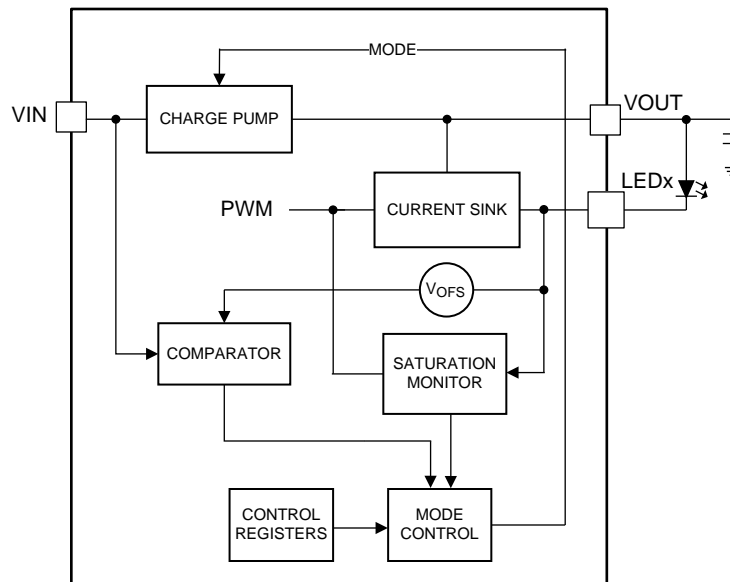 MODE
VIN
CHARGE PUMP
VOUT
LEDx
PWM
CURRENT SINK
VOFS
COMPARATOR
SATURATION
MONITOR
CONTROL
REGISTERS
MODE
CONTROL